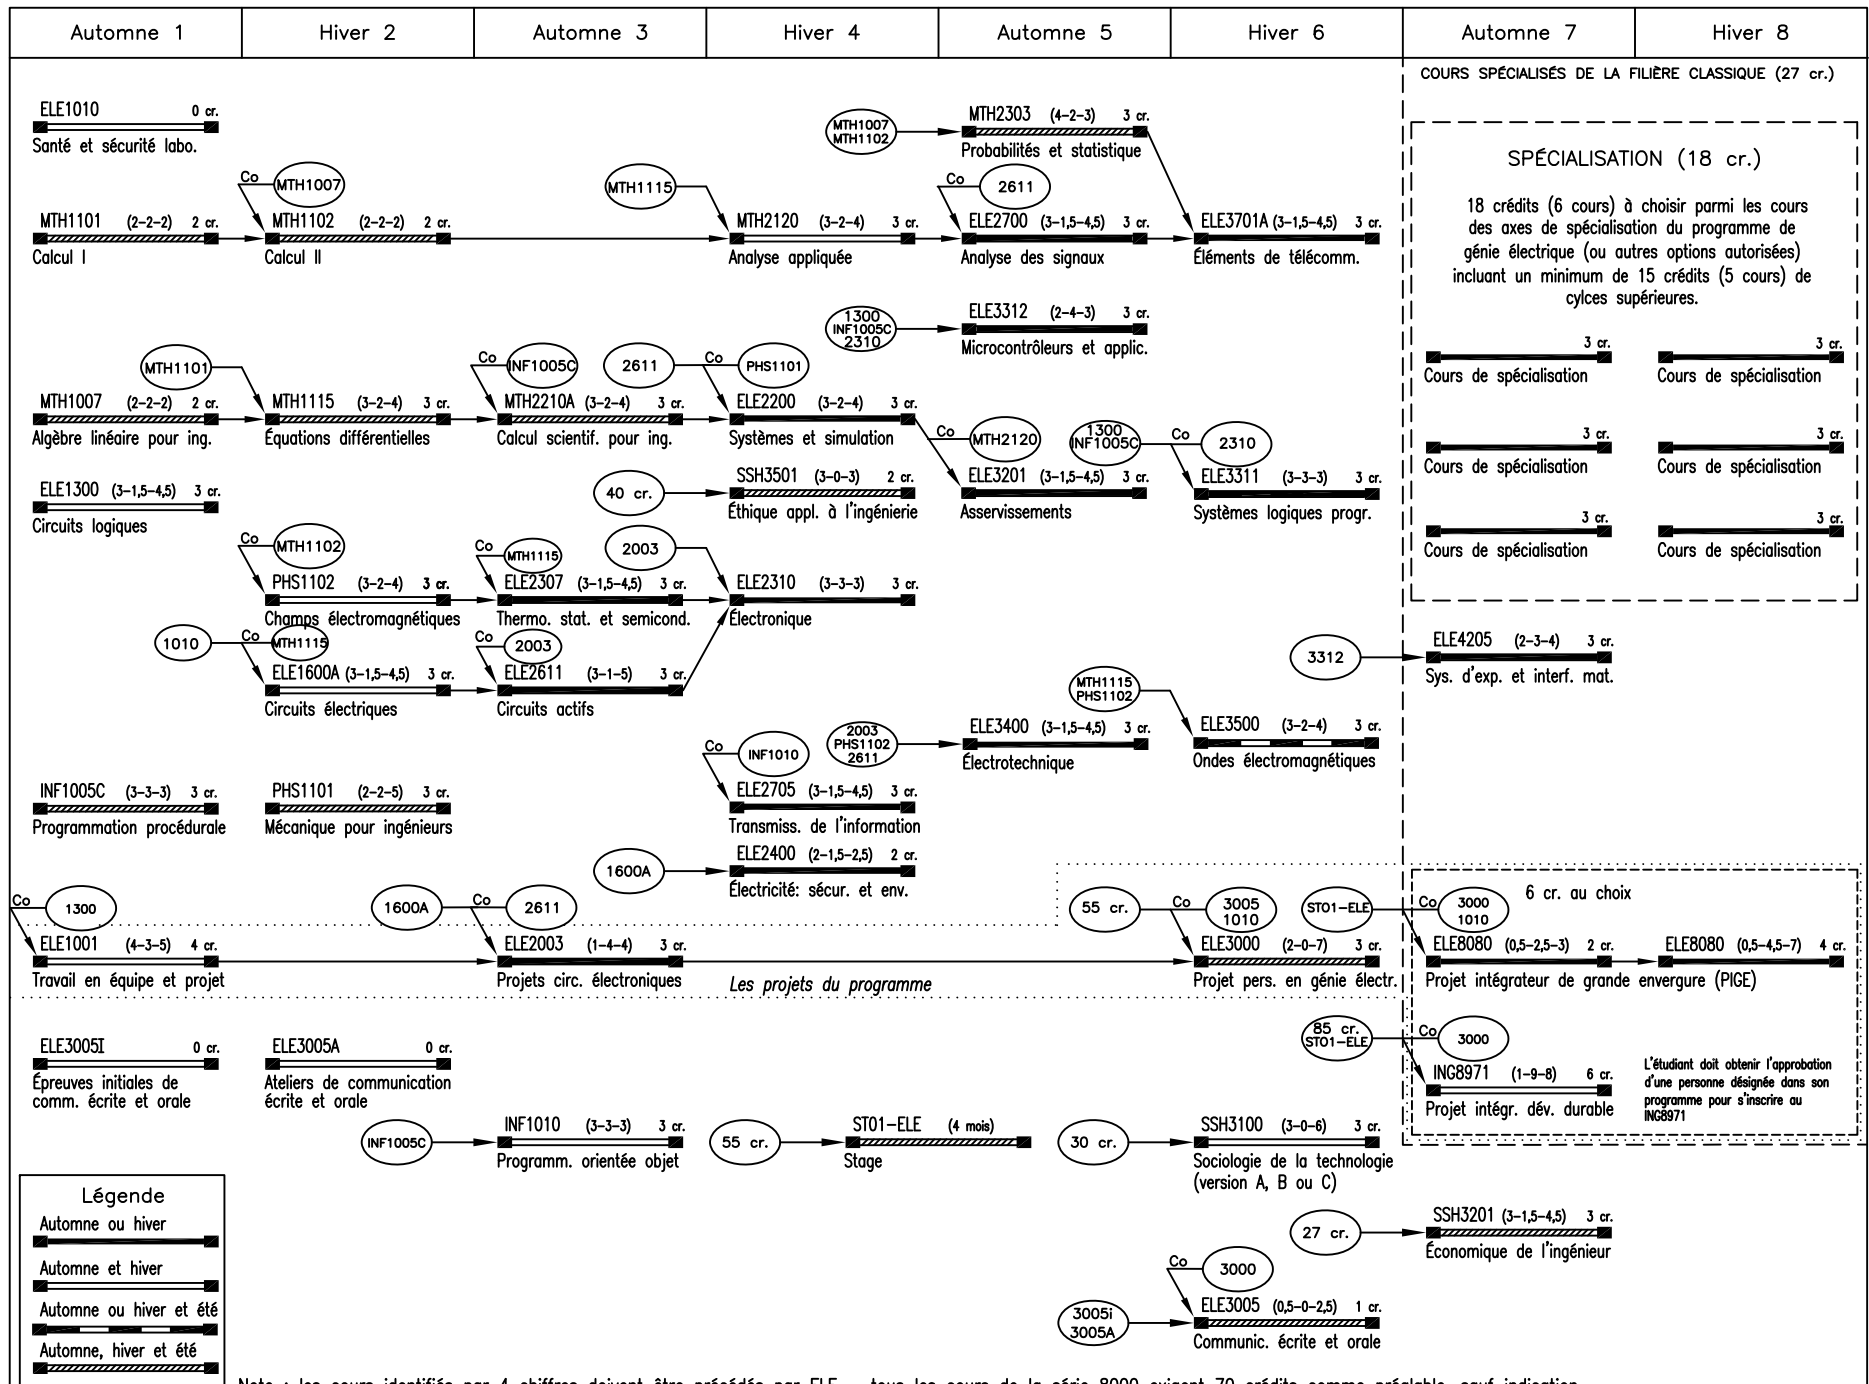 Automne 1
Hiver 2
Automne 3
Hiver 4
Automne 5
Hiver 6
Automne 7
Hiver 8
COURS SPÉCIALISÉS DE LA FILIÈRE CLASSIQUE (27 cr.)
ELE1010 0 cr.
Santé et sécurité labo.
MTH1007
MTH1102
MTH2303 (4-2-3) 3 cr.
Probabilités et statistique
Co MTH1007
MTH1115
Co 2611
MTH1101 (2-2-2) 2 cr.
Calcul I
MTH1102 (2-2-2) 2 cr.
Calcul II
MTH2120 (3-2-4) 3 cr.
Analyse appliquée
ELE2700 (3-1,5-4,5) 3 cr.
Analyse des signaux
ELE3701A (3-1,5-4,5) 3 cr.
Éléments de télécomm.
SPÉCIALISATION (18 cr.)
18 crédits (6 cours) à choisir parmi les cours
des axes de spécialisation du programme de
génie électrique (ou autres options autorisées)
incluant un minimum de 15 crédits (5 cours) de
cylces supérieures.
3 cr.
Cours de spécialisation
3 cr.
Cours de spécialisation
3 cr.
Cours de spécialisation
3 cr.
Cours de spécialisation
3 cr.
Cours de spécialisation
3 cr.
Cours de spécialisation
1300
INF1005C
2310
ELE3312 (2-4-3) 3 cr.
Microcontrôleurs et applic.
MTH1101
Co INF1005C
2611
Co PHS1101
MTH1007 (2-2-2) 2 cr.
Algèbre linéaire pour ing.
MTH1115 (3-2-4) 3 cr.
Équations différentielles
MTH2210A (3-2-4) 3 cr.
Calcul scientif. pour ing.
ELE2200 (3-2-4) 3 cr.
Systèmes et simulation
Co MTH2120
1300
INF1005C
Co 2310
ELE1300 (3-1,5-4,5) 3 cr.
Circuits logiques
40 cr.
SSH3501 (3-0-3) 2 cr.
Éthique appl. à l'ingénierie
ELE3201 (3-1,5-4,5) 3 cr.
Asservissements
ELE3311 (3-3-3) 3 cr.
Systèmes logiques progr.
Co MTH1102
Co MTH1115
2003
PHS1102 (3-2-4) 3 cr.
Champs électromagnétiques
ELE2307 (3-1,5-4,5) 3 cr.
Thermo. stat. et semicond.
ELE2310 (3-3-3) 3 cr.
Électronique
1010
Co MTH1115
Co 2003
ELE1600A (3-1,5-4,5) 3 cr.
Circuits électriques
ELE2611 (3-1-5) 3 cr.
Circuits actifs
3312
ELE4205 (2-3-4) 3 cr.
Sys. d'exp. et interf. mat.
MTH1115
PHS1102
Co INF1010
2003
PHS1102
2611
ELE3400 (3-1,5-4,5) 3 cr.
Électrotechnique
ELE3500 (3-2-4) 3 cr.
Ondes électromagnétiques
INF1005C (3-3-3) 3 cr.
Programmation procédurale
PHS1101 (2-2-5) 3 cr.
Mécanique pour ingénieurs
ELE2705 (3-1,5-4,5) 3 cr.
Transmiss. de l'information
1600A
ELE2400 (2-1,5-2,5) 2 cr.
Électricité: sécur. et env.
Co 1300
1600A
Co 2611
55 cr.
Co 3005
1010
ST01-ELE
Co 3000
1010
6 cr. au choix
ELE1001 (4-3-5) 4 cr.
Travail en équipe et projet
ELE2003 (1-4-4) 3 cr.
Projets circ. électroniques
Les projets du programme
ELE3000 (2-0-7) 3 cr.
Projet pers. en génie électr.
ELE8080 (0,5-2,5-3) 2 cr.
ELE8080 (0,5-4,5-7) 4 cr.
Projet intégrateur de grande envergure (PIGE)
ELE3005I 0 cr.
Épreuves initiales de
comm. écrite et orale
ELE3005A 0 cr.
Ateliers de communication
écrite et orale
85 cr.
ST01-ELE
Co 3000
ING8971 (1-9-8) 6 cr.
Projet intégr. dév. durable
L'étudiant doit obtenir l'approbation
d'une personne désignée dans son
programme pour s'inscrire au
ING8971
INF1005C
INF1010 (3-3-3) 3 cr.
Programm. orientée objet
55 cr.
ST01-ELE (4 mois)
Stage
30 cr.
SSH3100 (3-0-6) 3 cr.
Sociologie de la technologie
(version A, B ou C)
27 cr.
SSH3201 (3-1,5-4,5) 3 cr.
Économique de l'ingénieur
Co 3000
3005i
3005A
ELE3005 (0,5-0-2,5) 1 cr.
Communic. écrite et orale
Légende
Automne ou hiver
Automne et hiver
Automne ou hiver et été
Automne, hiver et été
Note : les cours identifiés par 4 chiffres doivent être précédés par ELE
tous les cours de la série 8000 exigent 70 crédits comme préalable, sauf indication